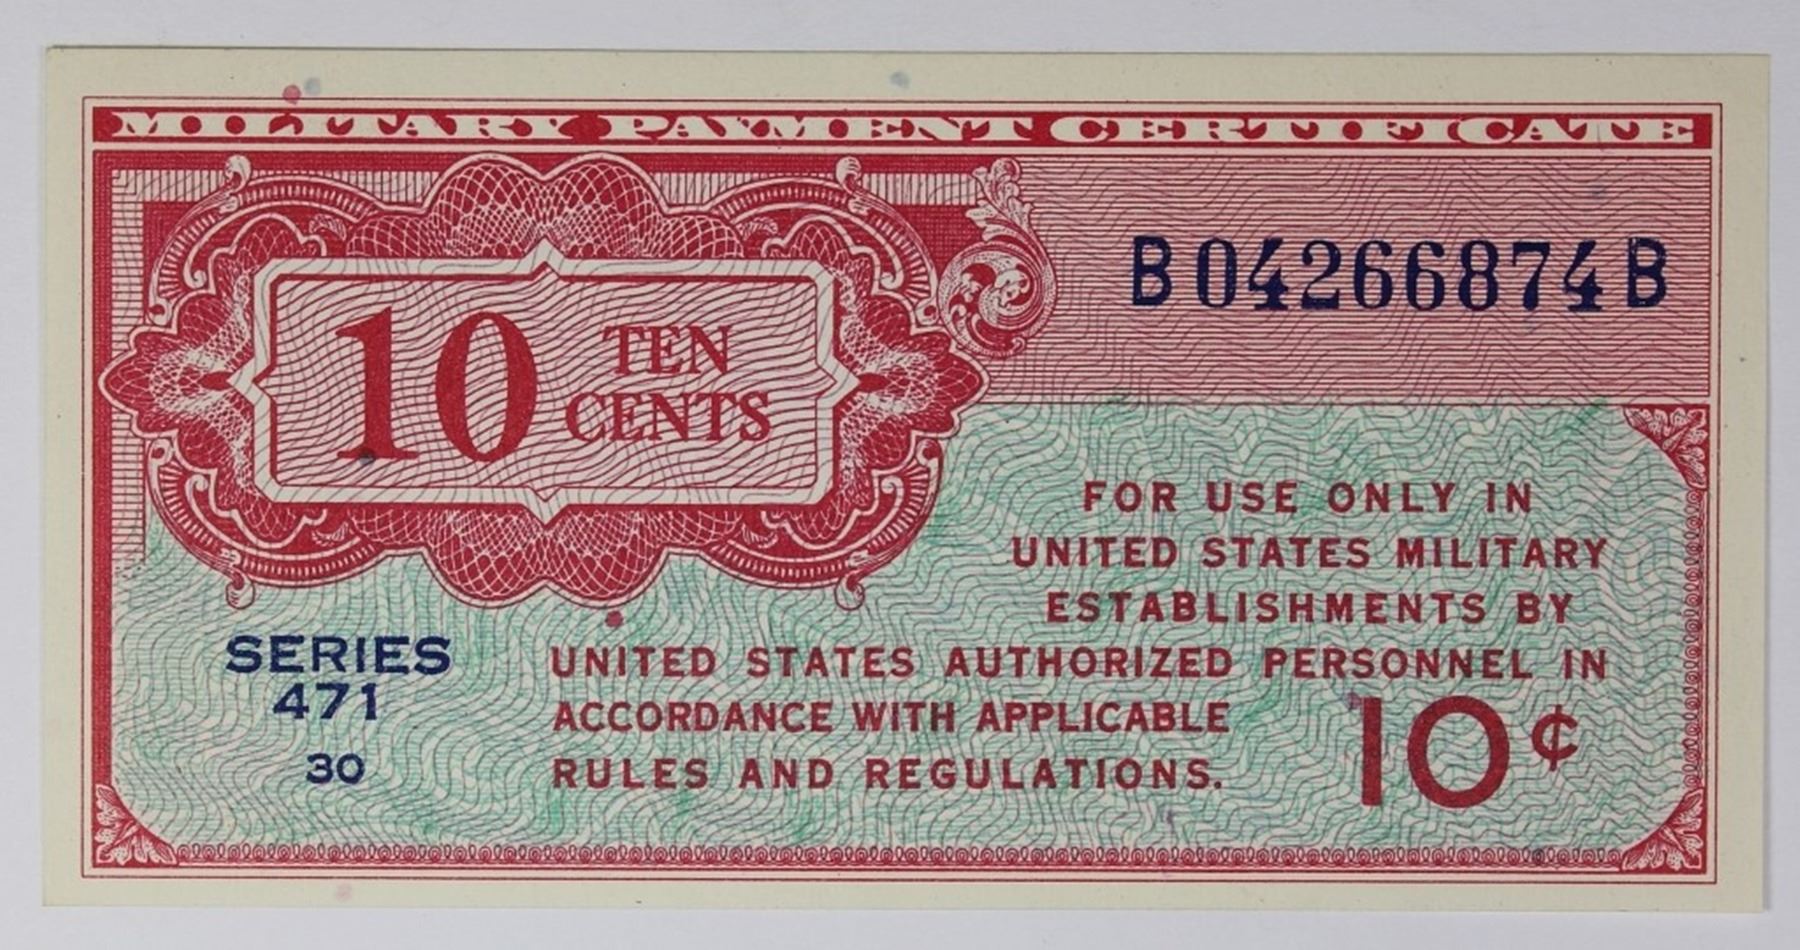 MILITARY PAYMENT CERTIFICATE
B04266874B
10 TEN
CENTS
FOR USE ONLY IN
UNITED STATES MILITARY
ESTABLISHMENTS BY
UNITED STATES AUTHORIZED PERSONNEL IN
ACCORDANCE WITH APPLICABLE
RULES AND REGULATIONS.
SERIES
471
30
10¢